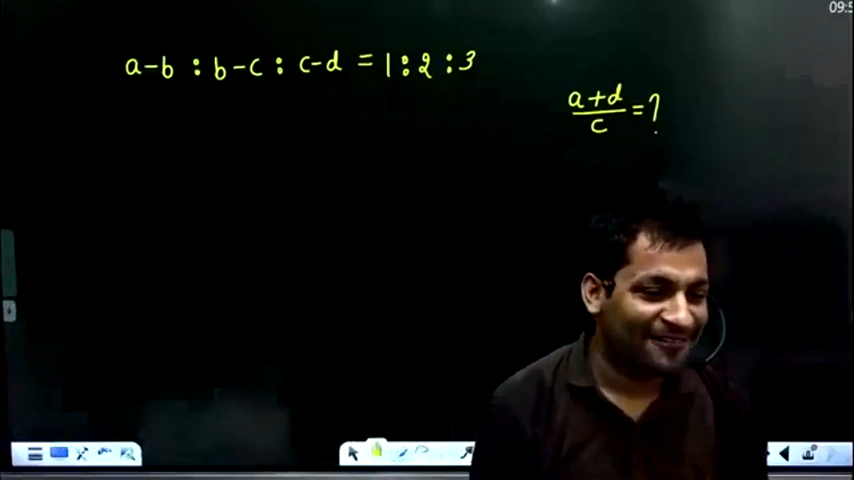 09:5
a-b : b-c : c-d = 1:2:3
a+d
c
=?